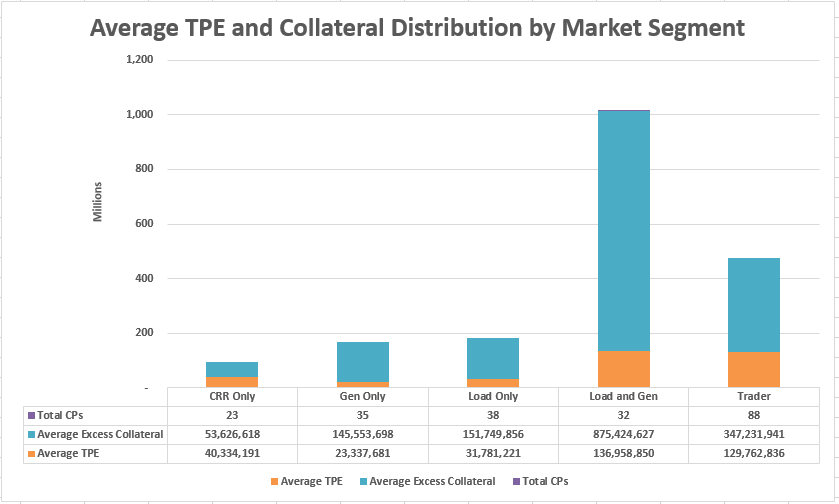 Average TPE and Collateral Distribution by Market Segment
1,200
1,000
800
600
400
200
-
Millions
CRR Only Gen Only Load Only Load and Gen Trader
Total CPs 23 35 38 32 88
Average Excess Collateral 53,626,618 145,553,698 151,749,856 875,424,627 347,231,941
Average TPE 40,334,191 23,337,681 31,781,221 136,958,850 129,762,836
Average TPE Average Excess Collateral Total CPs